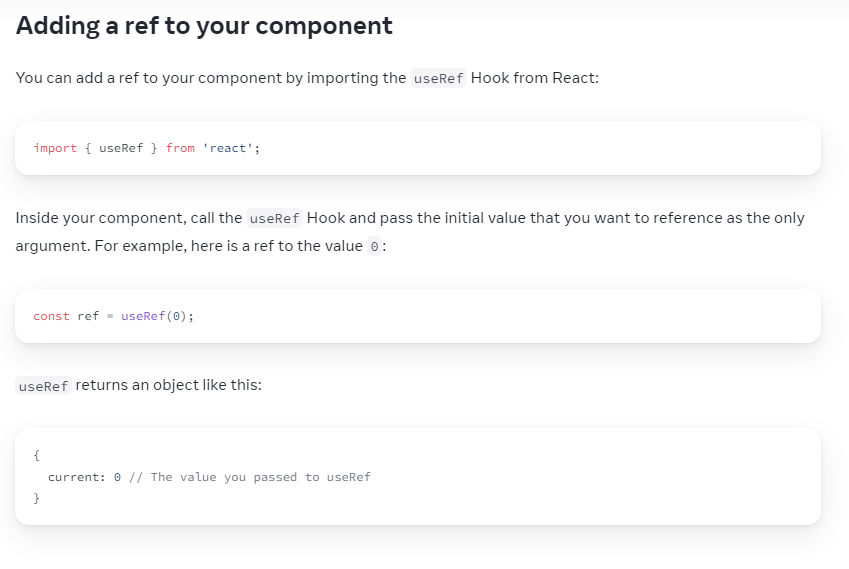 Adding a ref to your component
You can add a ref to your component by importing the useRef Hook from React:
import { useRef } from 'react';
Inside your component, call the useRef Hook and pass the initial value that you want to reference as the only
argument. For example, here is a ref to the value 0:
const ref = useRef(0);
useRef returns an object like this:
{
  current: 0 // The value you passed to useRef
}